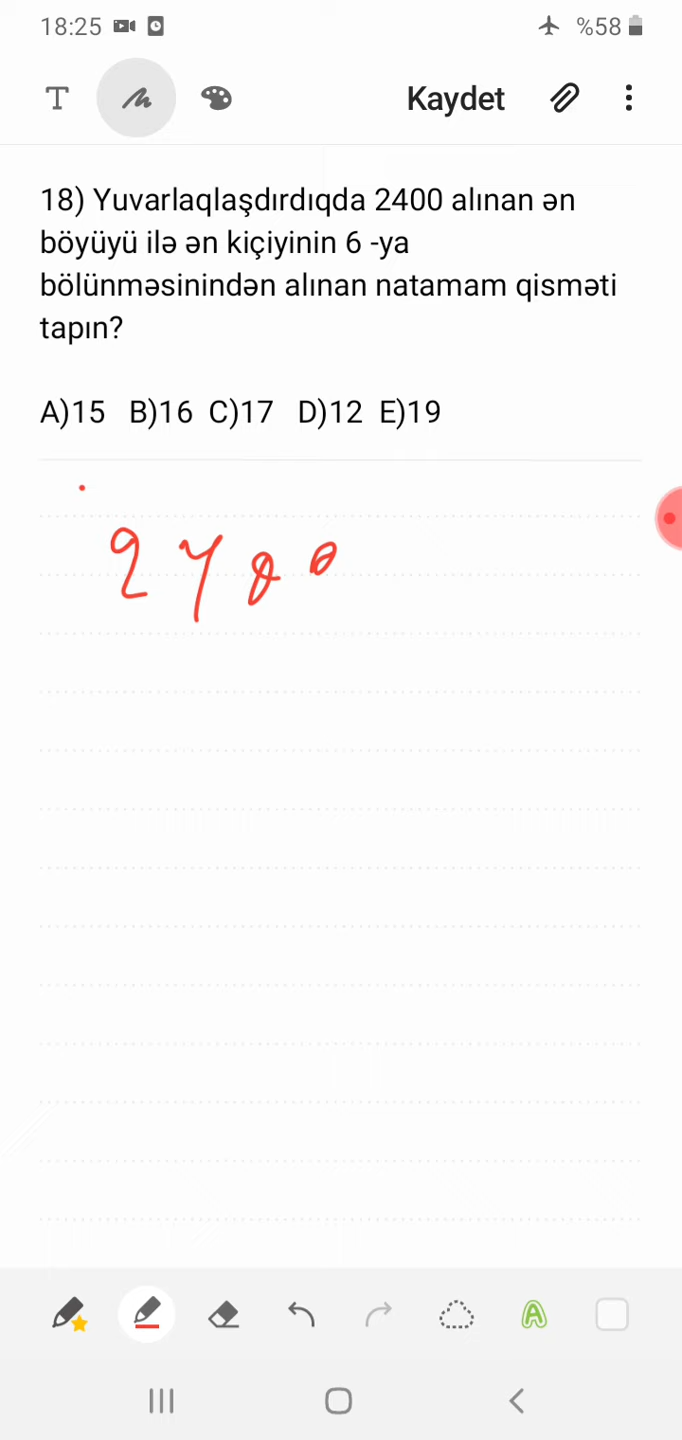 18:25 %58
T Kaydet
18) Yuvarlaqlaşdırdıqda 2400 alınan ən
böyüyü ilə ən kiçiyinin 6 -ya
bölünməsinindən alınan natamam qisməti
tapın?
A)15 B)16 C)17 D)12 E)19
2400
A